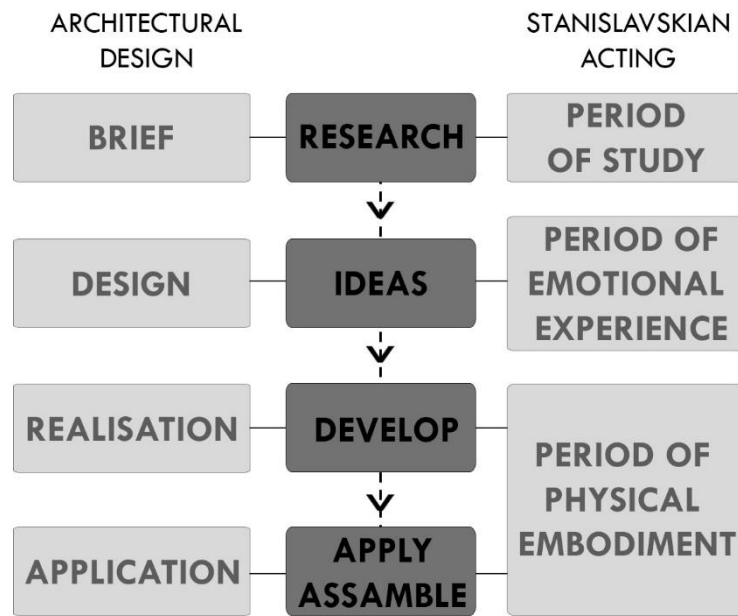 ARCHITECTURAL
DESIGN
STANISLAVSKIAN
ACTING
BRIEF
RESEARCH
PERIOD
OF STUDY
DESIGN
IDEAS
PERIOD OF
EMOTIONAL
EXPERIENCE
REALISATION
DEVELOP
PERIOD OF
PHYSICAL
EMBODIMENT
APPLICATION
APPLY
ASSAMBLE